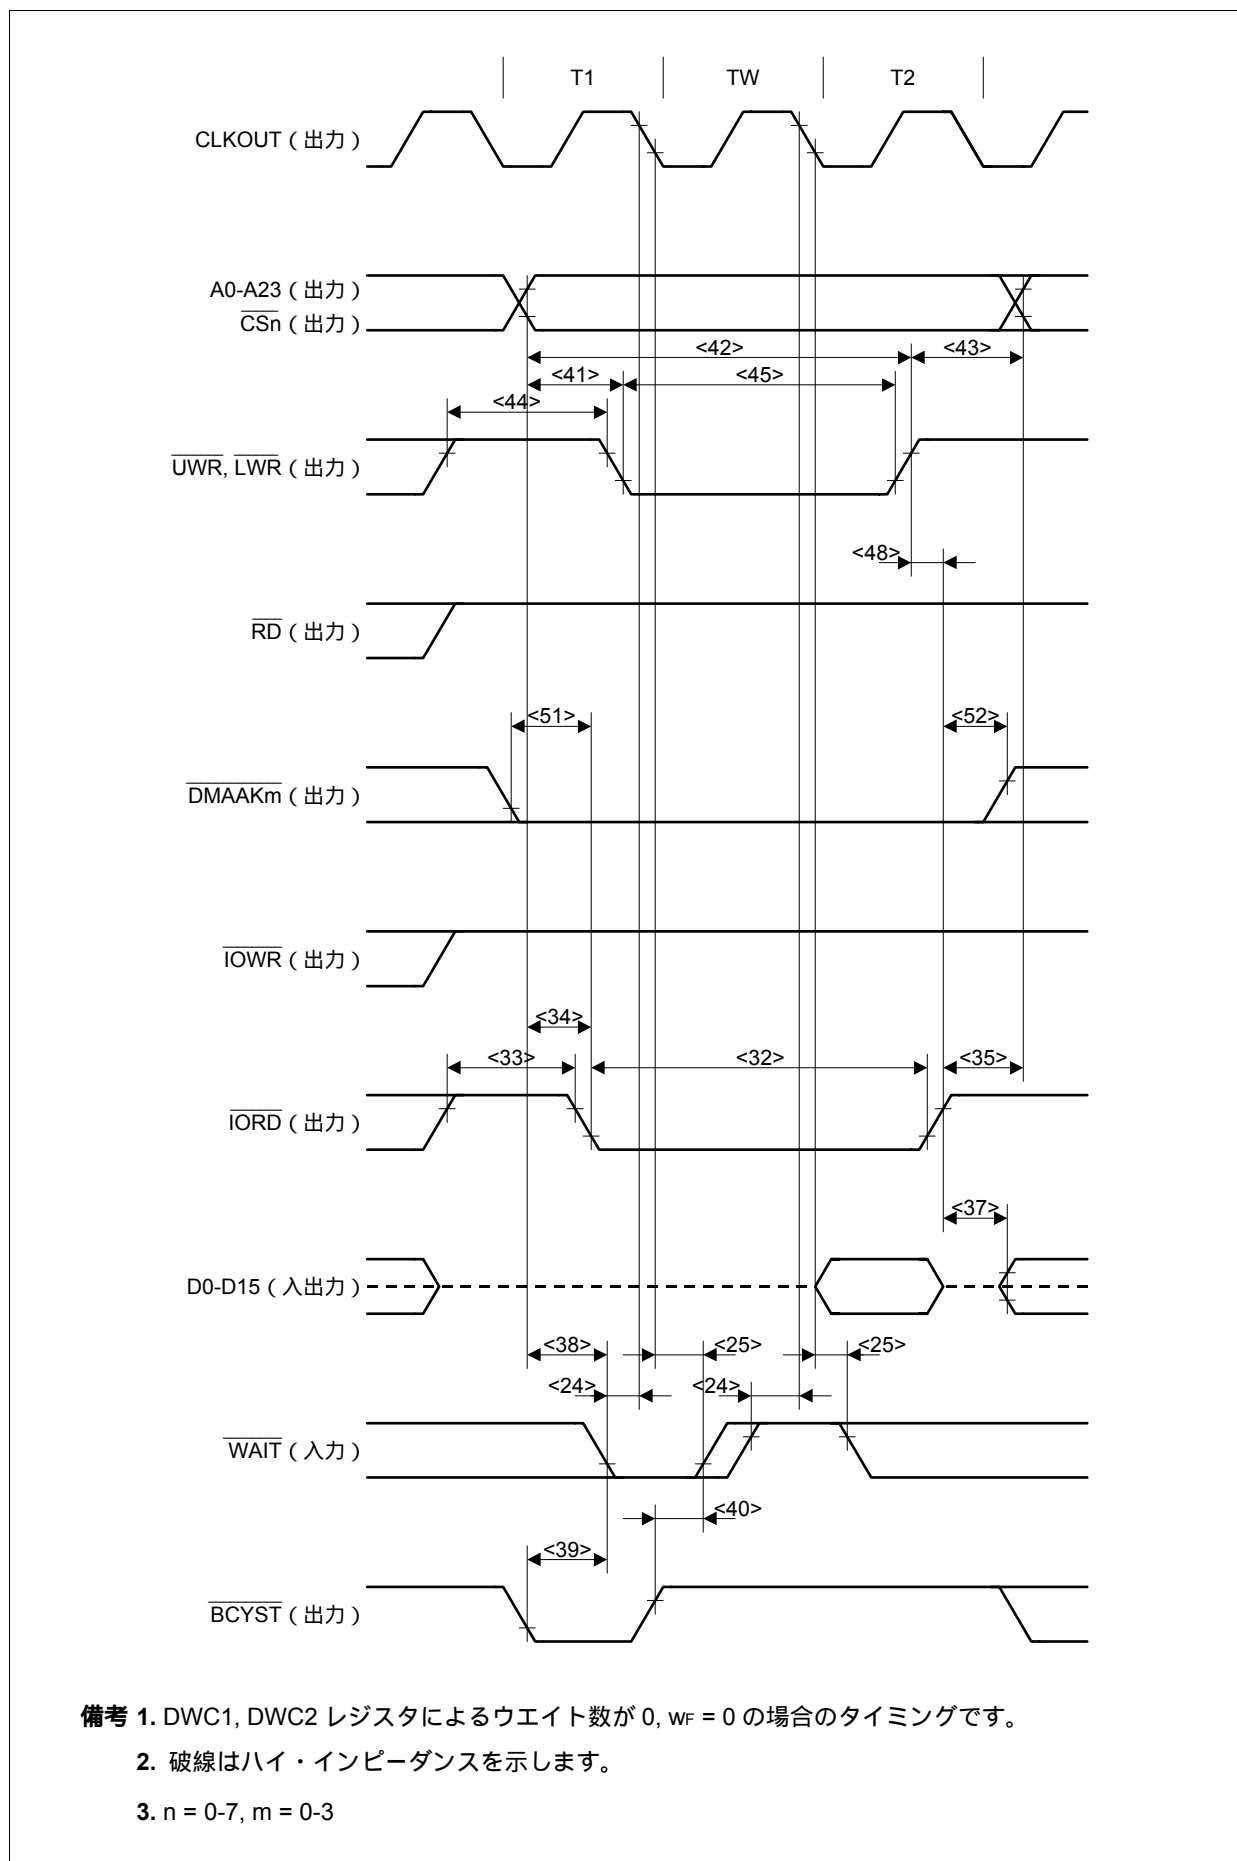 T1 TW T2
CLKOUT（出力）
A0-A23（出力）
CSn（出力）
<42> <43>
<41> <45>
<44>
UWR, LWR（出力）
<48>
RD（出力）
<51> <52>
DMAAKm（出力）
IOWR（出力）
<34>
<33> <32> <35>
IORD（出力）
<37>
D0-D15（入出力）
<38> <25> <25>
<24> <24>
WAIT（入力）
<40>
<39>
BCYST（出力）
備考 1. DWC1, DWC2 レジスタによるウエイト数が 0, wF = 0 の場合のタイミングです。
2. 破線はハイ・インピーダンスを示します。
3. n = 0-7, m = 0-3